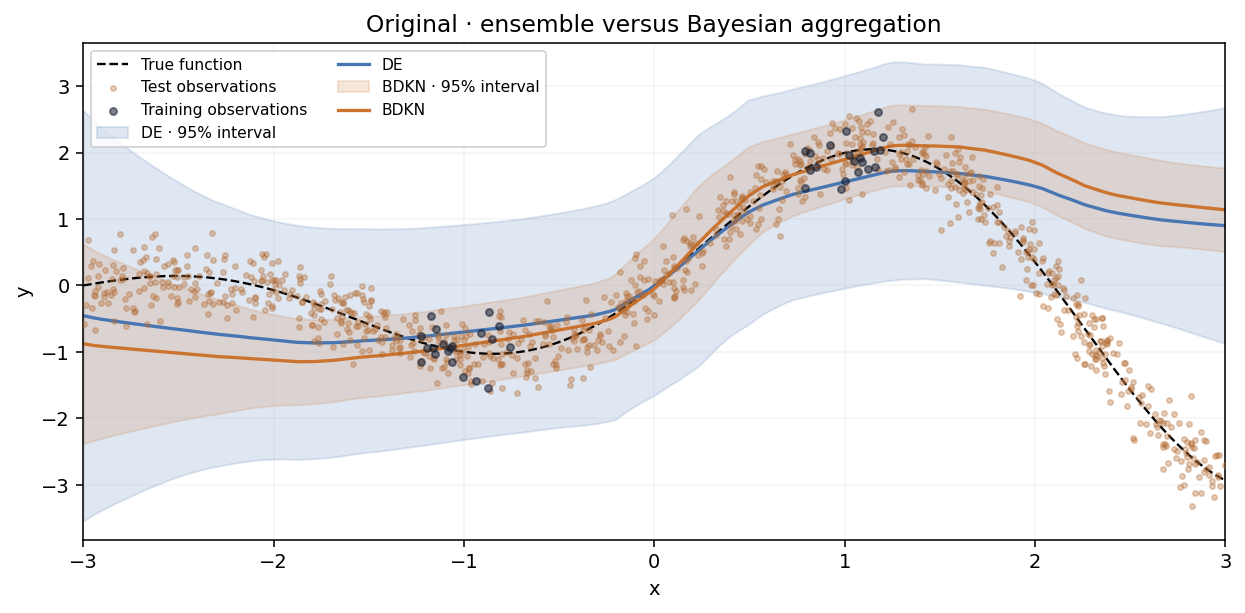 Original · ensemble versus Bayesian aggregation
True function
Test observations
Training observations
DE · 95% interval
DE
BDKN · 95% interval
BDKN
y
3
2
1
0
−1
−2
−3
−3
−2
−1
0
1
2
3
x